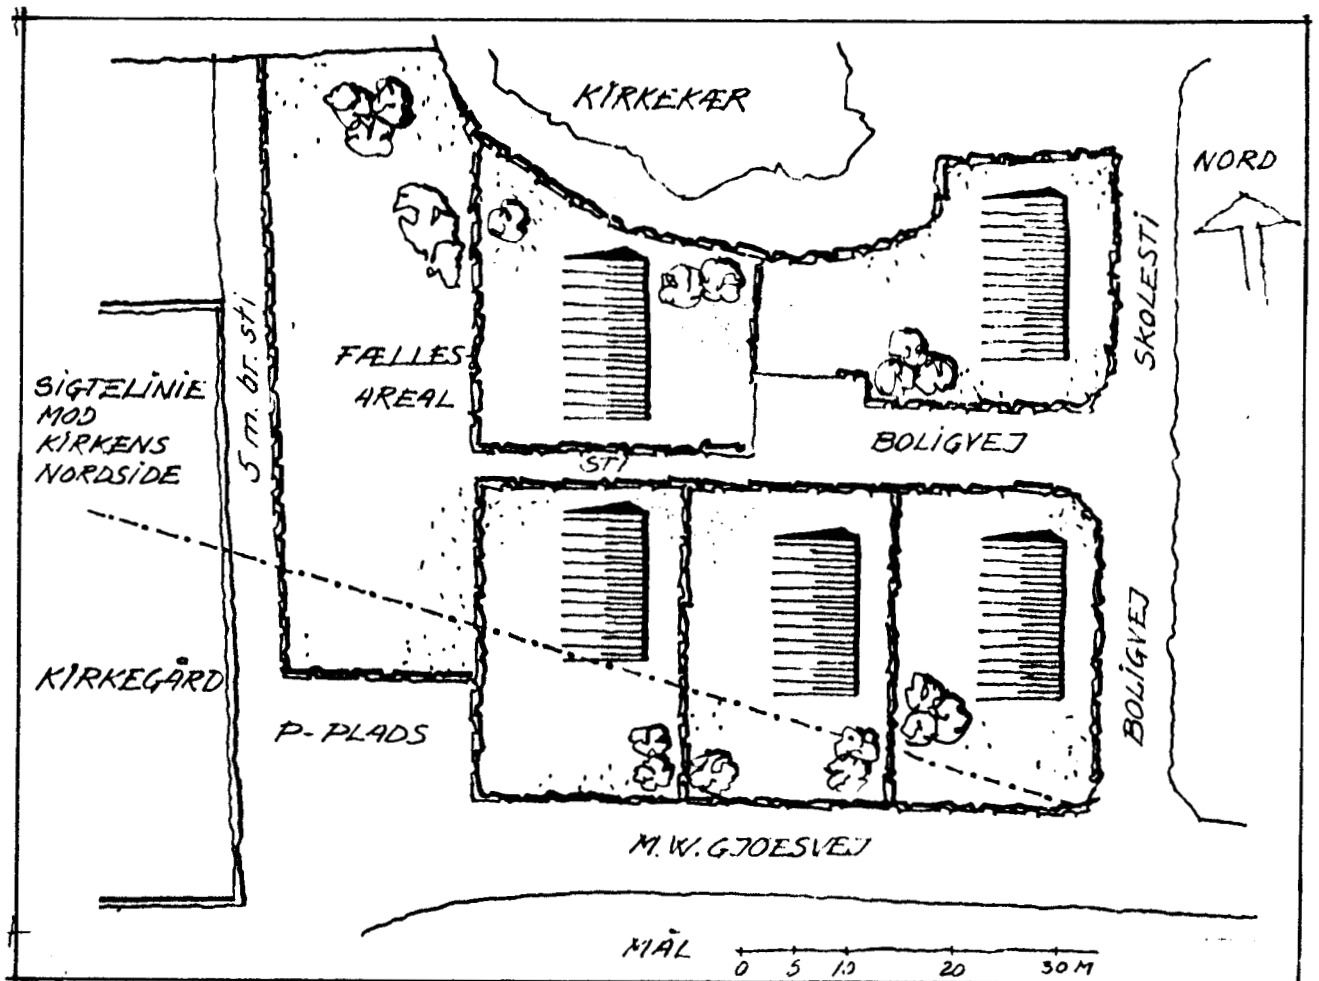 KIRKEKÆR
NORD
SKOLESTI
5 m. br. sti
FÆLLES-
AREAL
SIGTELINIE
MOD
KIRKENS
NORDSIDE
BOLIGVEJ
STI
KIRKEGÅRD
P-PLADS
BOLIGVEJ
M.W.GJOESVEJ
MÅL
0 5 10 20 30 M